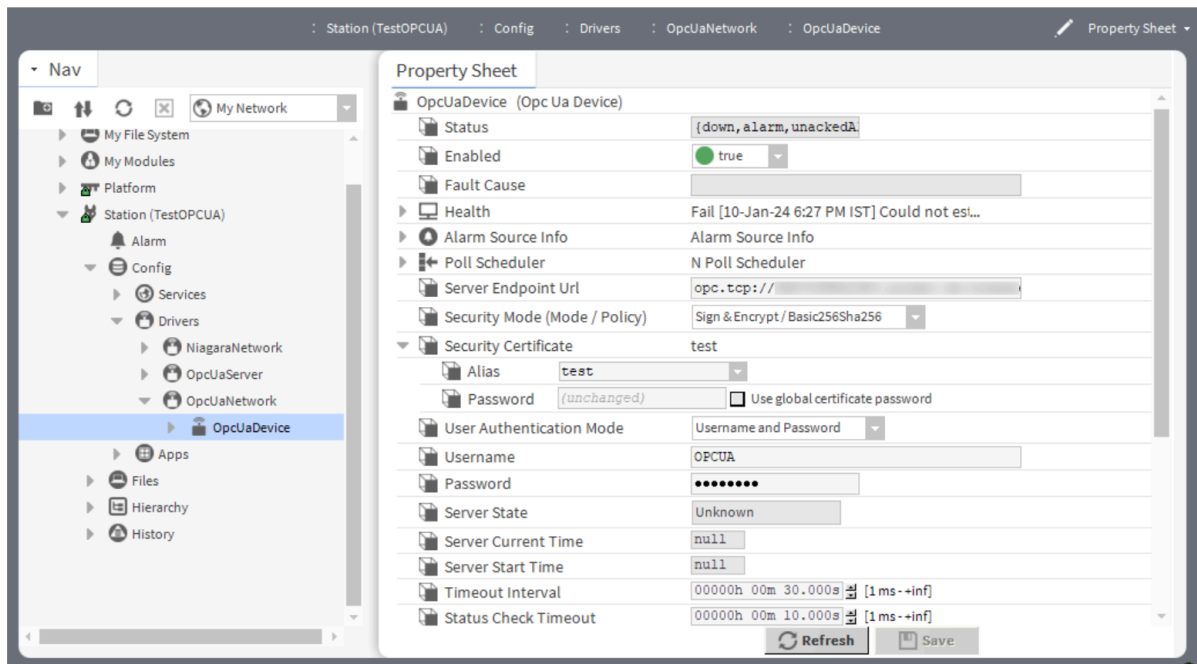 : Station (TestOPCUA) : Config : Drivers : OpcUaNetwork : OpcUaDevice Property Sheet
Nav
My Network
My File System
My Modules
Platform
Station (TestOPCUA)
Alarm
Config
Services
Drivers
NiagaraNetwork
OpcUaServer
OpcUaNetwork
OpcUaDevice
Apps
Files
Hierarchy
History
Property Sheet
OpcUaDevice (Opc Ua Device)
Status {down,alarm,unackedA
Enabled true
Fault Cause
Health Fail [10-Jan-24 6:27 PM IST] Could not est...
Alarm Source Info Alarm Source Info
Poll Scheduler N Poll Scheduler
Server Endpoint Url opc.tcp://
Security Mode (Mode / Policy) Sign & Encrypt / Basic256Sha256
Security Certificate test
Alias test
Password (unchanged) Use global certificate password
User Authentication Mode Username and Password
Username OPCUA
Password ●●●●●●●●
Server State Unknown
Server Current Time null
Server Start Time null
Timeout Interval 00000h 00m 30.000s [1 ms - +inf]
Status Check Timeout 00000h 00m 10.000s [1 ms - +inf]
Refresh Save